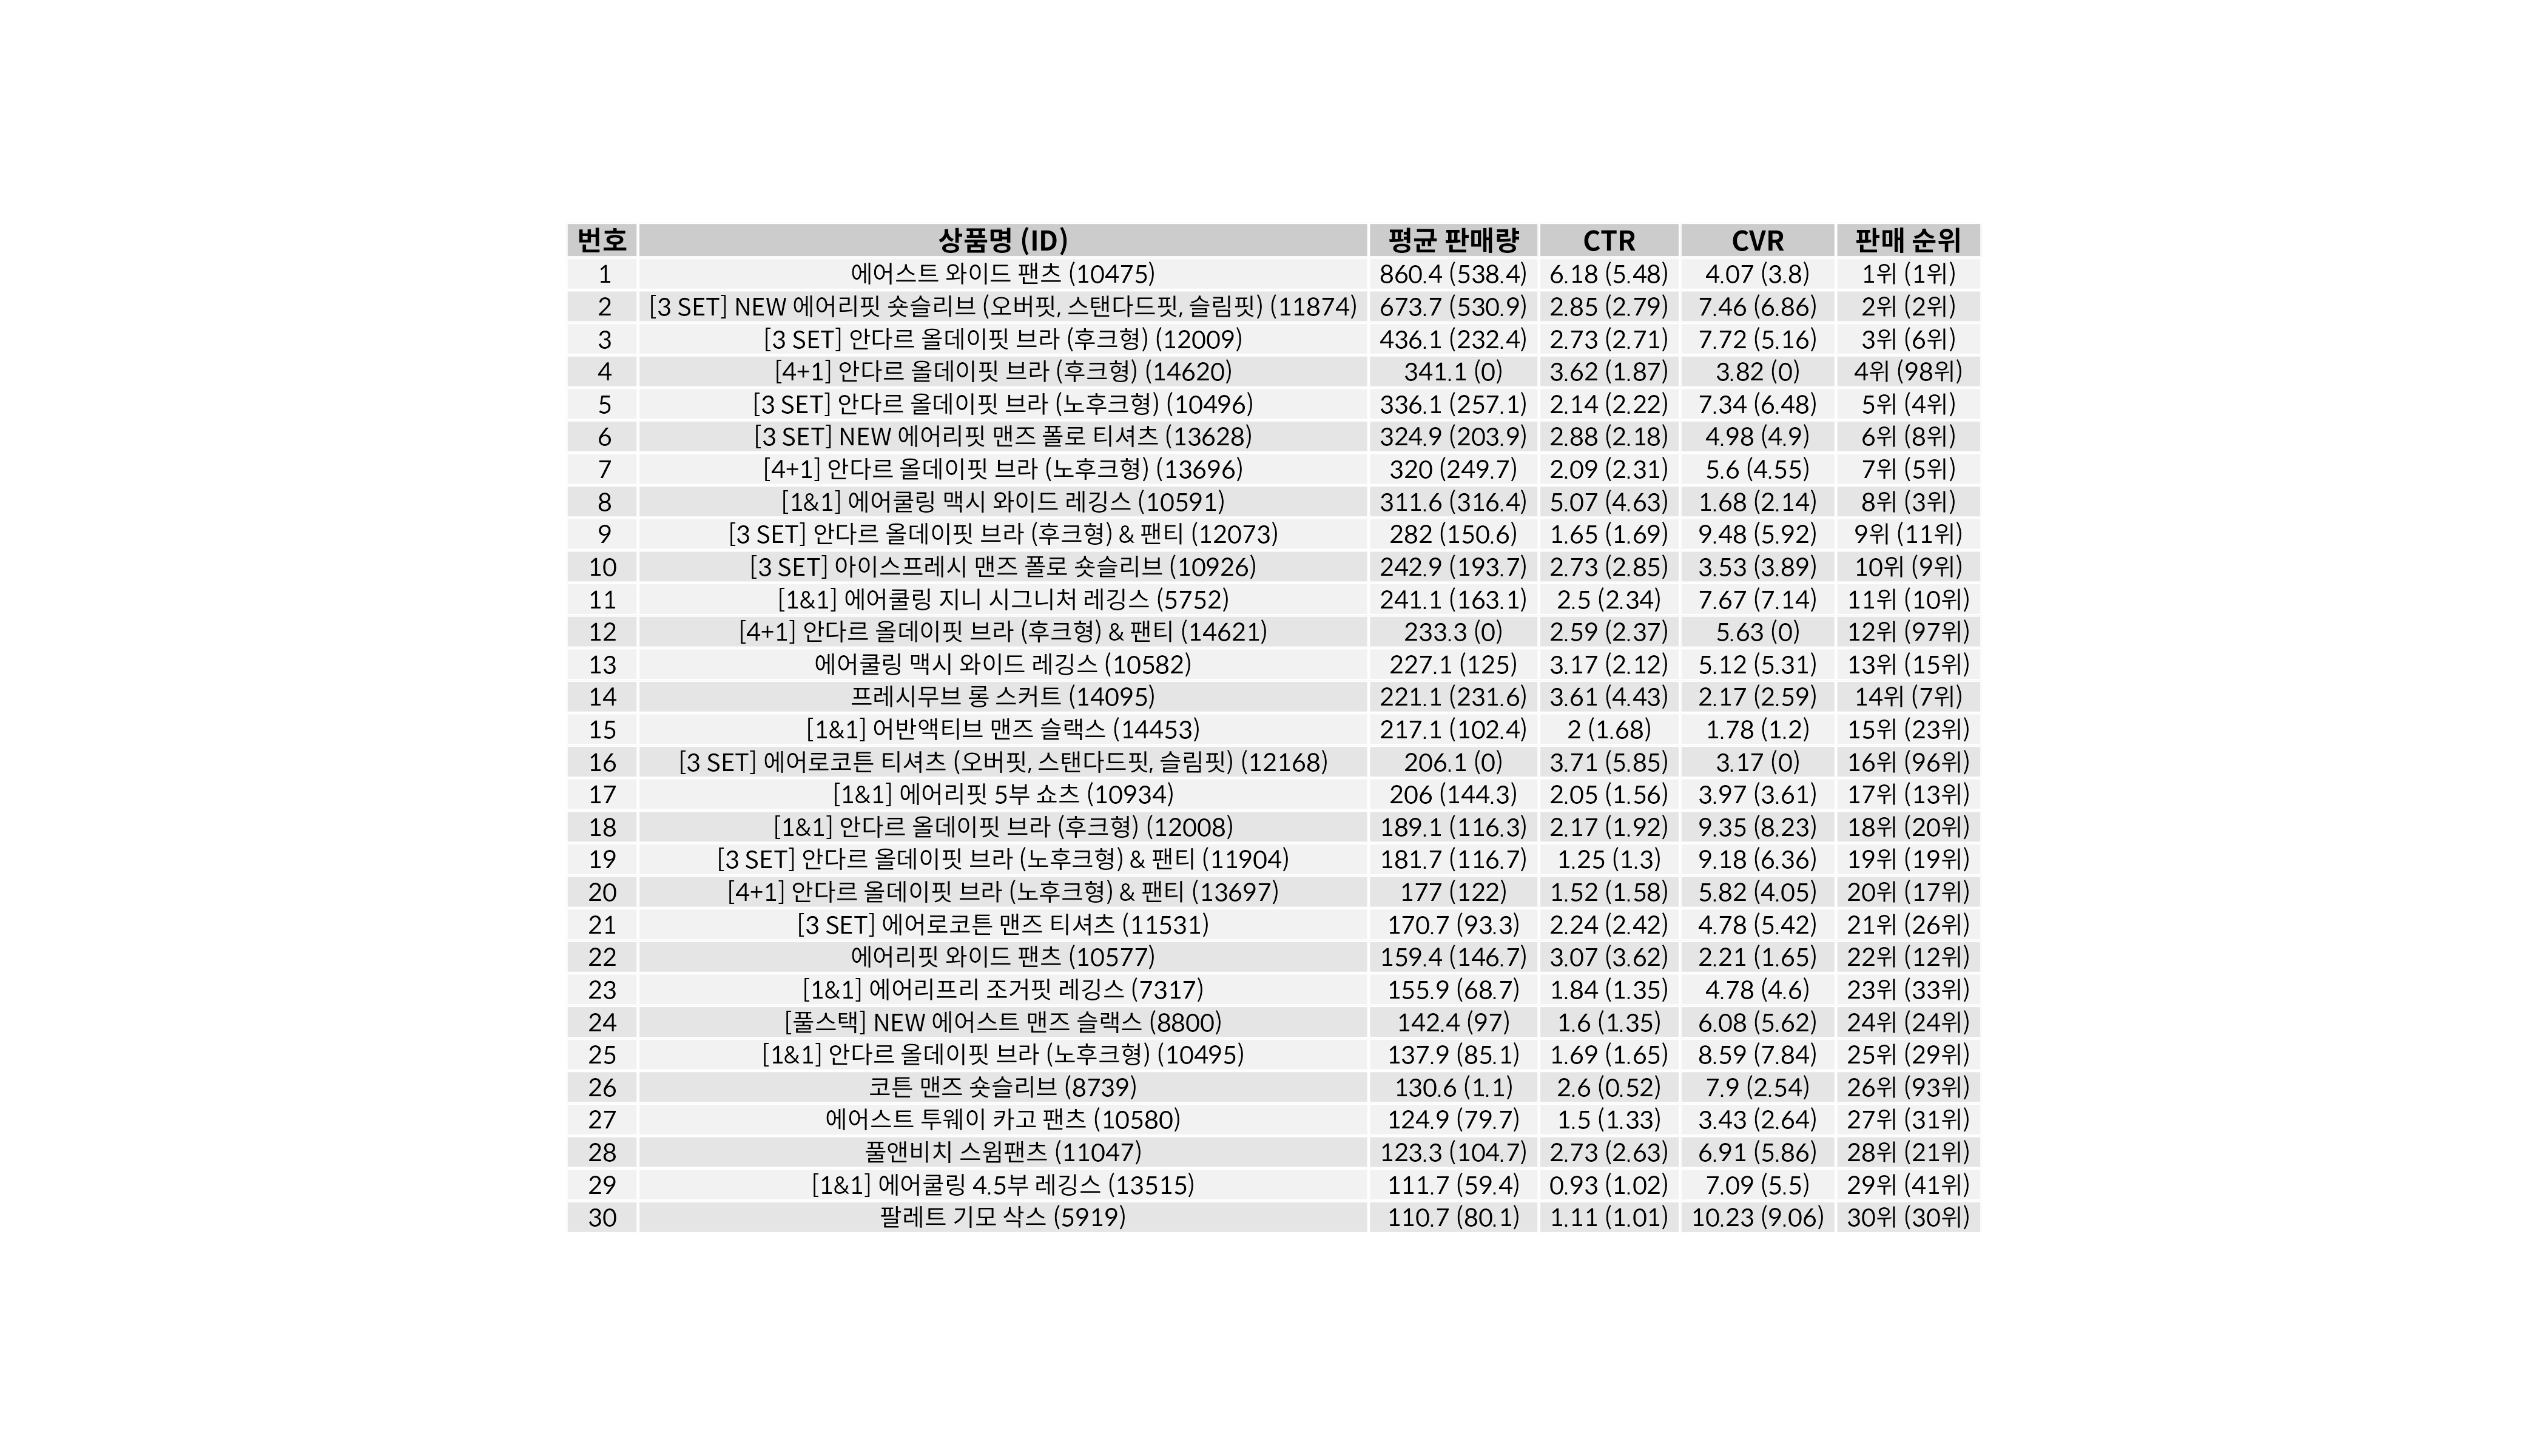 번호 상품명 (ID) 평균 판매량 CTR CVR 판매 순위
1 에어스트 와이드 팬츠 (10475) 860.4 (538.4) 6.18 (5.48) 4.07 (3.8) 1위 (1위)
2 [3 SET] NEW 에어리핏 숏슬리브 (오버핏, 스탠다드핏, 슬림핏) (11874) 673.7 (530.9) 2.85 (2.79) 7.46 (6.86) 2위 (2위)
3 [3 SET] 안다르 올데이핏 브라 (후크형) (12009) 436.1 (232.4) 2.73 (2.71) 7.72 (5.16) 3위 (6위)
4 [4+1] 안다르 올데이핏 브라 (후크형) (14620) 341.1 (0) 3.62 (1.87) 3.82 (0) 4위 (98위)
5 [3 SET] 안다르 올데이핏 브라 (노후크형) (10496) 336.1 (257.1) 2.14 (2.22) 7.34 (6.48) 5위 (4위)
6 [3 SET] NEW 에어리핏 맨즈 폴로 티셔츠 (13628) 324.9 (203.9) 2.88 (2.18) 4.98 (4.9) 6위 (8위)
7 [4+1] 안다르 올데이핏 브라 (노후크형) (13696) 320 (249.7) 2.09 (2.31) 5.6 (4.55) 7위 (5위)
8 [1&1] 에어쿨링 맥시 와이드 레깅스 (10591) 311.6 (316.4) 5.07 (4.63) 1.68 (2.14) 8위 (3위)
9 [3 SET] 안다르 올데이핏 브라 (후크형) & 팬티 (12073) 282 (150.6) 1.65 (1.69) 9.48 (5.92) 9위 (11위)
10 [3 SET] 아이스프레시 맨즈 폴로 숏슬리브 (10926) 242.9 (193.7) 2.73 (2.85) 3.53 (3.89) 10위 (9위)
11 [1&1] 에어쿨링 지니 시그니처 레깅스 (5752) 241.1 (163.1) 2.5 (2.34) 7.67 (7.14) 11위 (10위)
12 [4+1] 안다르 올데이핏 브라 (후크형) & 팬티 (14621) 233.3 (0) 2.59 (2.37) 5.63 (0) 12위 (97위)
13 에어쿨링 맥시 와이드 레깅스 (10582) 227.1 (125) 3.17 (2.12) 5.12 (5.31) 13위 (15위)
14 프레시무브 롱 스커트 (14095) 221.1 (231.6) 3.61 (4.43) 2.17 (2.59) 14위 (7위)
15 [1&1] 어반액티브 맨즈 슬랙스 (14453) 217.1 (102.4) 2 (1.68) 1.78 (1.2) 15위 (23위)
16 [3 SET] 에어로코튼 티셔츠 (오버핏, 스탠다드핏, 슬림핏) (12168) 206.1 (0) 3.71 (5.85) 3.17 (0) 16위 (96위)
17 [1&1] 에어리핏 5부 쇼츠 (10934) 206 (144.3) 2.05 (1.56) 3.97 (3.61) 17위 (13위)
18 [1&1] 안다르 올데이핏 브라 (후크형) (12008) 189.1 (116.3) 2.17 (1.92) 9.35 (8.23) 18위 (20위)
19 [3 SET] 안다르 올데이핏 브라 (노후크형) & 팬티 (11904) 181.7 (116.7) 1.25 (1.3) 9.18 (6.36) 19위 (19위)
20 [4+1] 안다르 올데이핏 브라 (노후크형) & 팬티 (13697) 177 (122) 1.52 (1.58) 5.82 (4.05) 20위 (17위)
21 [3 SET] 에어로코튼 맨즈 티셔츠 (11531) 170.7 (93.3) 2.24 (2.42) 4.78 (5.42) 21위 (26위)
22 에어리핏 와이드 팬츠 (10577) 159.4 (146.7) 3.07 (3.62) 2.21 (1.65) 22위 (12위)
23 [1&1] 에어리프리 조거핏 레깅스 (7317) 155.9 (68.7) 1.84 (1.35) 4.78 (4.6) 23위 (33위)
24 [풀스택] NEW 에어스트 맨즈 슬랙스 (8800) 142.4 (97) 1.6 (1.35) 6.08 (5.62) 24위 (24위)
25 [1&1] 안다르 올데이핏 브라 (노후크형) (10495) 137.9 (85.1) 1.69 (1.65) 8.59 (7.84) 25위 (29위)
26 코튼 맨즈 숏슬리브 (8739) 130.6 (1.1) 2.6 (0.52) 7.9 (2.54) 26위 (93위)
27 에어스트 투웨이 카고 팬츠 (10580) 124.9 (79.7) 1.5 (1.33) 3.43 (2.64) 27위 (31위)
28 풀앤비치 스윔팬츠 (11047) 123.3 (104.7) 2.73 (2.63) 6.91 (5.86) 28위 (21위)
29 [1&1] 에어쿨링 4.5부 레깅스 (13515) 111.7 (59.4) 0.93 (1.02) 7.09 (5.5) 29위 (41위)
30 팔레트 기모 삭스 (5919) 110.7 (80.1) 1.11 (1.01) 10.23 (9.06) 30위 (30위)